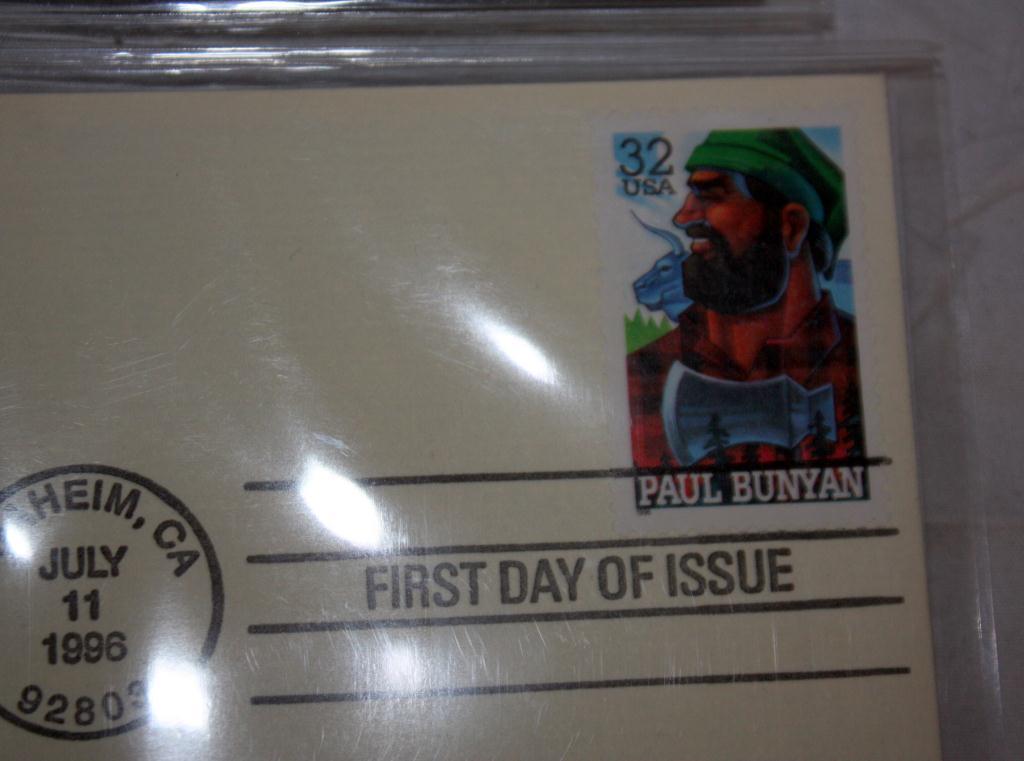 32
USA
PAUL BUNYAN
HEIM, CA
JULY
11
1996
92803
FIRST DAY OF ISSUE